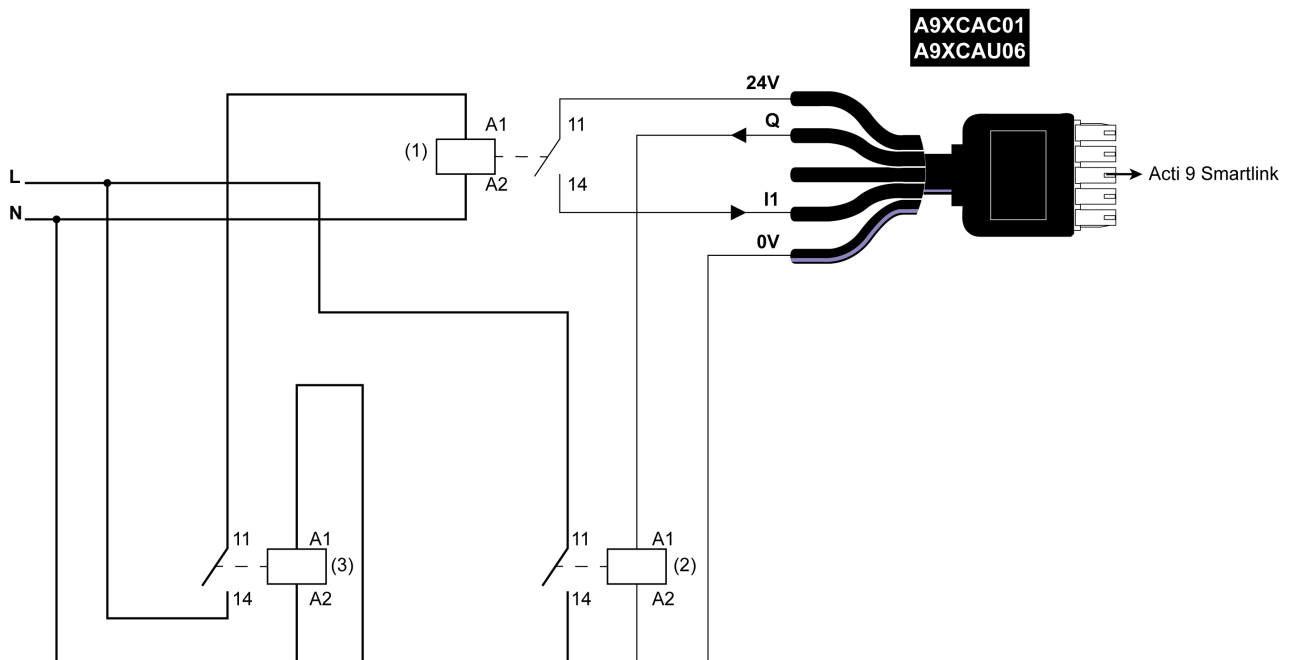 A9XCAC01
A9XCAU06
24V
A1
11
Q
(1)
A2
14
L
Acti 9 Smartlink
I1
N
0V
11
A1
(3)
14
A2
11
A1
(2)
14
A2